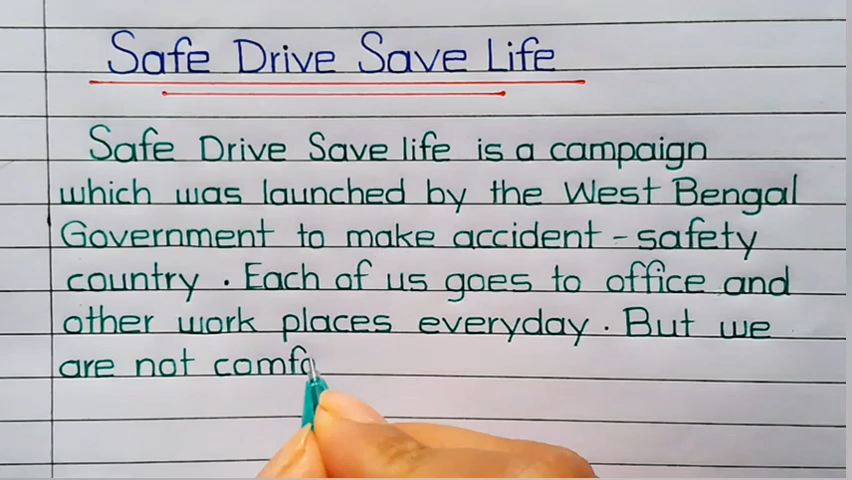 Safe Drive Save Life
Safe Drive Save life is a campaign
which was launched by the West Bengal
Government to make accident - safety
country . Each of us goes to office and
other work places everyday . But we
are not comfo